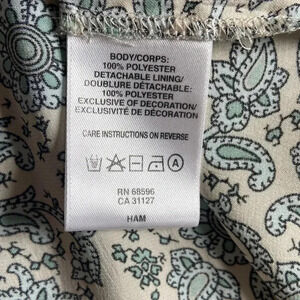 BODY/CORPS:
100% POLYESTER
DETACHABLE LINING/
DOUBLURE DÉTACHABLE:
100% POLYESTER
EXCLUSIVE OF DECORATION/
EXCLUSIVITÉ DE DÉCORATION
CARE INSTRUCTIONS ON REVERSE
A
RN 68596
CA 31127
HAM